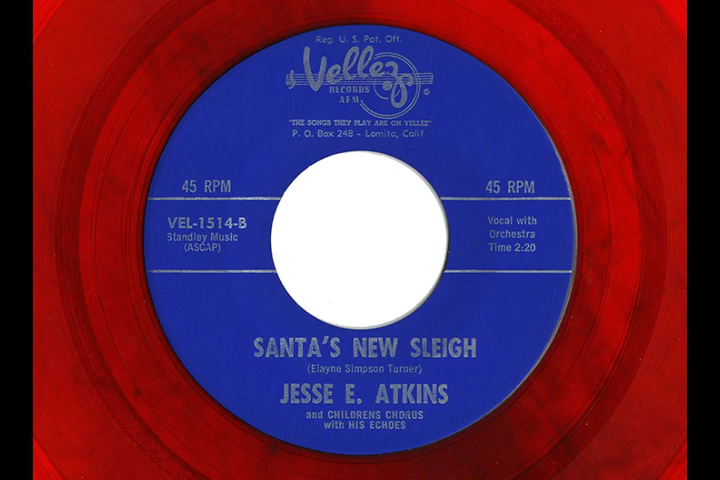 Reg. U. S. Pat. Off.
Vellez
RECORDS
AFM
"THE SONGS THEY PLAY ARE ON VELLEZ"
P. O. Box 248 - Lomita, Calif.
45 RPM
45 RPM
VEL-1514-B
Standley Music
(ASCAP)
Vocal with
Orchestra
Time 2:20
SANTA'S NEW SLEIGH
(Elayne Simpson Turner)
JESSE E. ATKINS
and CHILDRENS CHORUS
with HIS ECHOES